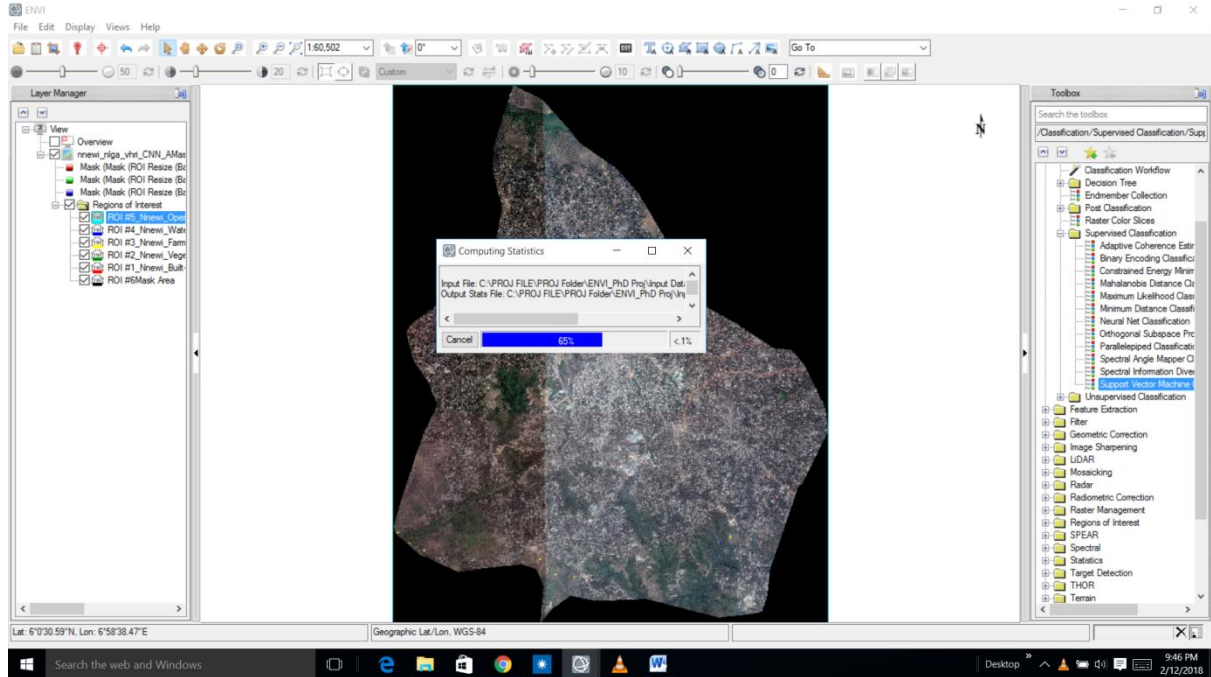 ENVI
File Edit Display Views Help
1:60,502 0° Go To
50 20 Custom 10 0
Layer Manager
View
Overview
nnewi_nlga_vhri_CNN_AMas
Mask (Mask (ROI Resize (Ba
Mask (Mask (ROI Resize (Ba
Mask (Mask (ROI Resize (Ba
Regions of Interest
ROI #5_Nnewi_Oper
ROI #4_Nnewi_Wate
ROI #3_Nnewi_Farm
ROI #2_Nnewi_Vege
ROI #1_Nnewi_Built-
ROI #6Mask Area
N
Computing Statistics
Input File: C:\PROJ FILE\PROJ Folder\ENVI_PhD Proj\Input Data
Output Stats File: C:\PROJ FILE\PROJ Folder\ENVI_PhD Proj\Inp
Cancel 65% <.1%
Toolbox
Search the toolbox
/Classification/Supervised Classification/Supp
Classification Workflow
Decision Tree
Endmember Collection
Post Classification
Raster Color Slices
Supervised Classification
Adaptive Coherence Estir
Binary Encoding Classifica
Constrained Energy Minim
Mahalanobis Distance Cla
Maximum Likelihood Class
Minimum Distance Classifi
Neural Net Classification
Orthogonal Subspace Prc
Parallelepiped Classificatic
Spectral Angle Mapper Cl
Spectral Information Diver
Support Vector Machine
Unsupervised Classification
Feature Extraction
Filter
Geometric Correction
Image Sharpening
LiDAR
Mosaicking
Radar
Radiometric Correction
Raster Management
Regions of Interest
SPEAR
Spectral
Statistics
Target Detection
THOR
Terrain
Lat: 6°0'30.59"N, Lon: 6°58'38.47"E Geographic Lat/Lon, WGS-84
Search the web and Windows Desktop 9:46 PM
2/12/2018